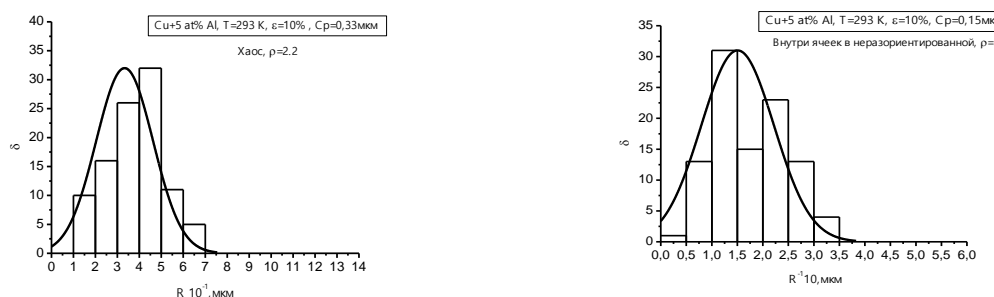 Cu+5 at% Al, T=293 K, ε=10% , Ср=0,33мкм
Хаос, ρ=2.2
40
35
30
25
20
15
10
5
0
δ
0 1 2 3 4 5 6 7 8 9 10 11 12 13 14
R 10⁻¹,мкм
Cu+5 at% Al, T=293 K, ε=10%, Ср=0,15мк
Внутри ячеек в неразориентированной, ρ=
35
30
25
20
15
10
5
0
δ
0,0 0,5 1,0 1,5 2,0 2,5 3,0 3,5 4,0 4,5 5,0 5,5 6,0
R⁻¹10,мкм